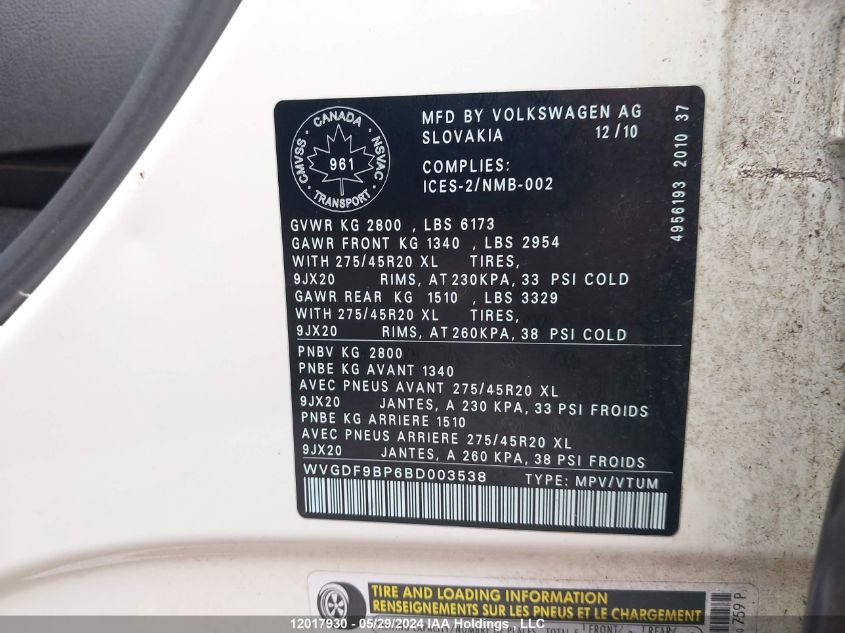 CANADA
CMVSS
NSVAC
961
TRANSPORT
MFD BY VOLKSWAGEN AG
SLOVAKIA 12/10
COMPLIES:
ICES-2/NMB-002
4956193 2010 37
GVWR KG 2800 , LBS 6173
GAWR FRONT KG 1340 , LBS 2954
WITH 275/45R20 XL TIRES,
9JX20 RIMS, AT 230KPA, 33 PSI COLD
GAWR REAR KG 1510 , LBS 3329
WITH 275/45R20 XL TIRES,
9JX20 RIMS, AT 260KPA, 38 PSI COLD
PNBV KG 2800
PNBE KG AVANT 1340
AVEC PNEUS AVANT 275/45R20 XL
9JX20 JANTES, A 230 KPA, 33 PSI FROIDS
PNBE KG ARRIERE 1510
AVEC PNEUS ARRIERE 275/45R20 XL
9JX20 JANTES, A 260 KPA, 38 PSI FROIDS
WVGDF9BP6BD003538 TYPE: MPV/VTUM
TIRE AND LOADING INFORMATION
RENSEIGNEMENTS SUR LES PNEUS ET LE CHARGEMENT
759 P
12017930 - 05/29/2024 IAA Holdings, LLC